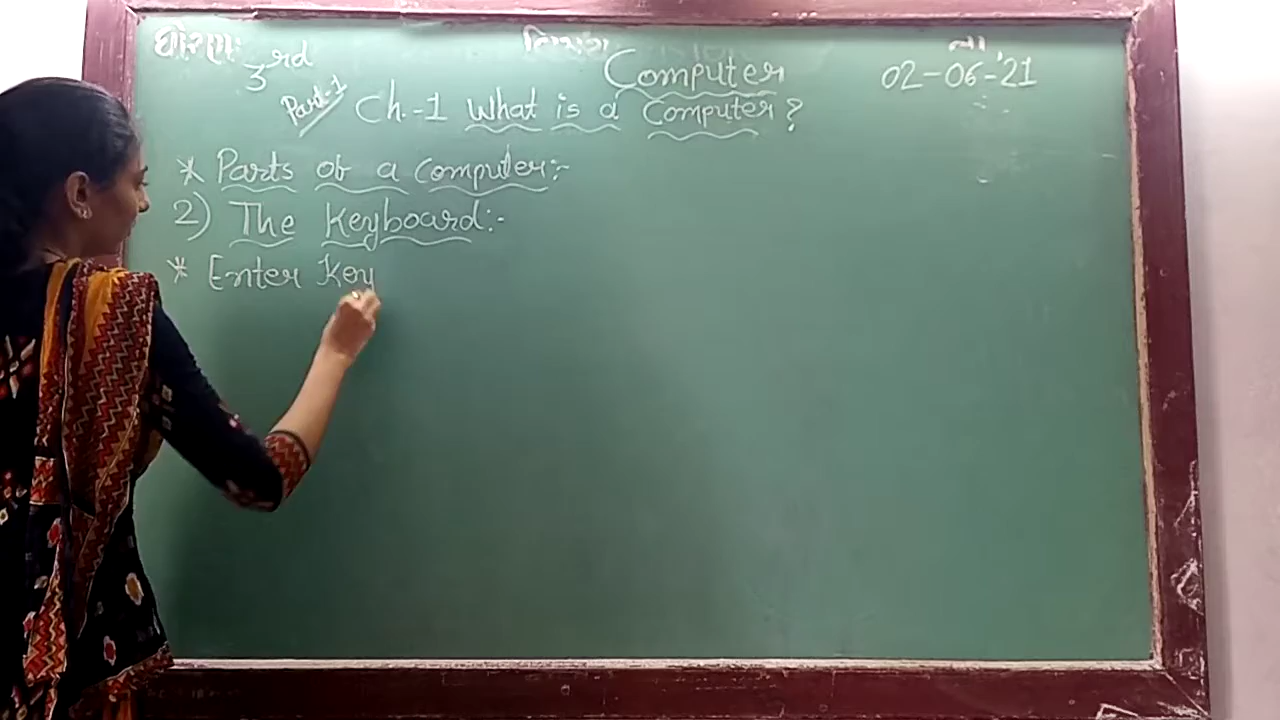 ધોરણ: 3rd વિષય: Computer તા. 02-06-'21
Part-1 Ch.-1 What is a Computer?
* Parts of a computer:-
2) The Keyboard:-
* Enter Key